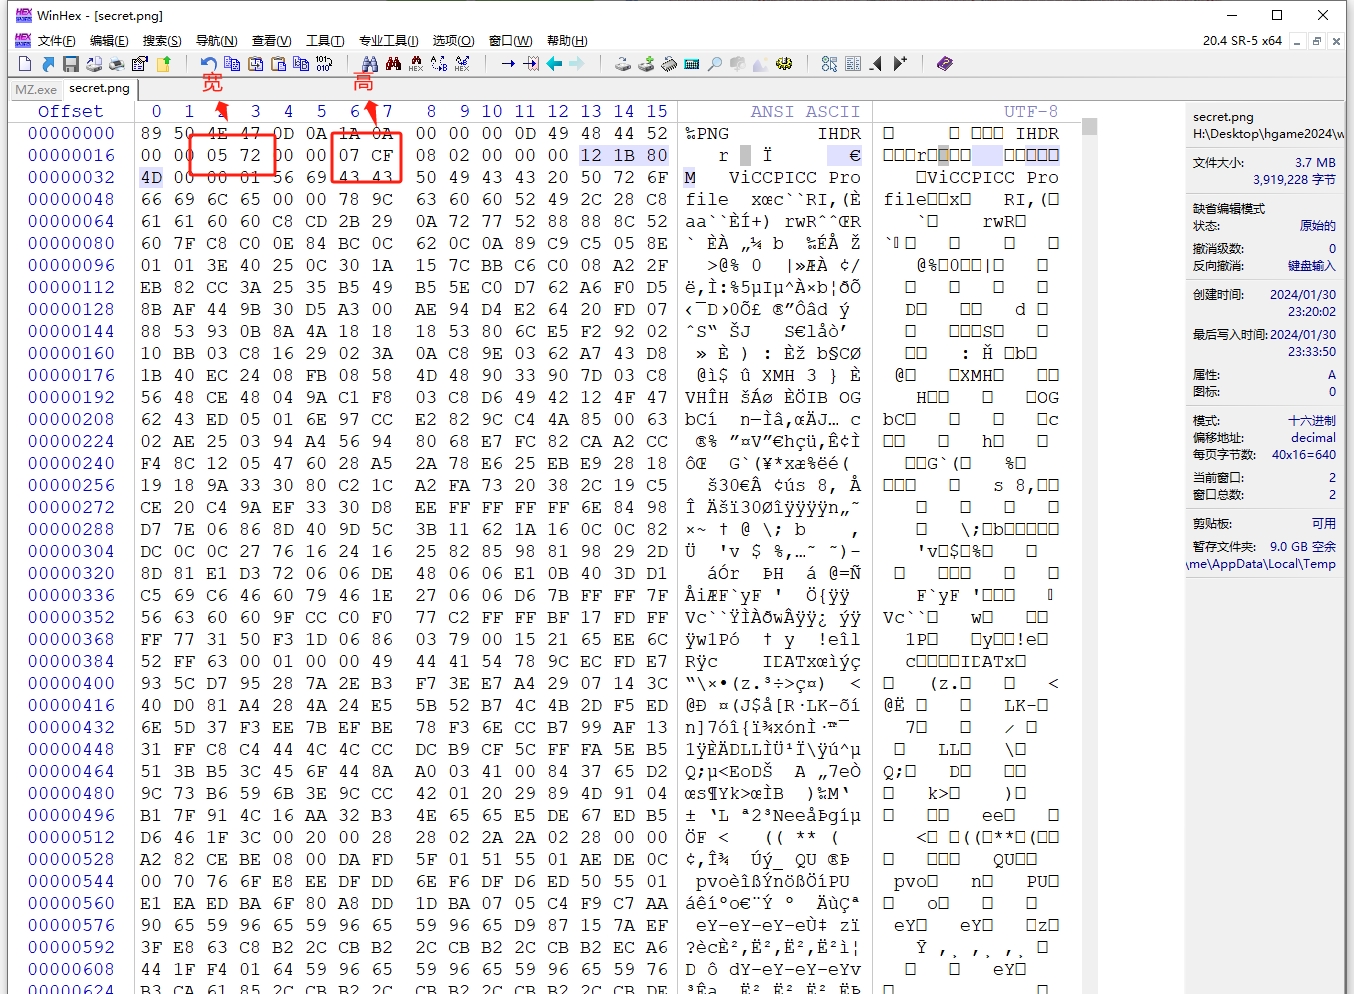 WinHex - [secret.png]
文件(F) 编辑(E) 搜索(S) 导航(N) 查看(V) 工具(T) 专业工具(I) 选项(O) 窗口(W) 帮助(H) 20.4 SR-5 x64
宽 高
MZ.exe secret.png
Offset 0 1 2 3 4 5 6 7 8 9 10 11 12 13 14 15 ANSI ASCII UTF-8
00000000 89 50 4E 47 0D 0A 1A 0A 00 00 00 0D 49 48 44 52 ‰PNG IHDR IHDR
00000016 00 00 05 72 00 00 07 CF 08 02 00 00 00 12 1B 80 r Ï € r
00000032 4D 00 00 01 56 69 43 43 50 49 43 43 20 50 72 6F M ViCCPICC Pro ViCCPICC Pro
00000048 66 69 6C 65 00 00 78 9C 63 60 60 52 49 2C 28 C8 file xœc``RI,(È file x RI,(
00000064 61 61 60 60 C8 CD 2B 29 0A 72 77 52 88 88 8C 52 aa``ÈÍ+) rwRˆˆŒR ` rwR
00000080 60 7F C8 C0 0E 84 BC 0C 62 0C 0A 89 C9 C5 05 8E ` ÈÀ „¼ b ‰ÉÅ Ž
00000096 01 01 3E 40 25 0C 30 1A 15 7C BB C6 C0 08 A2 2F >@% 0 |»ÆÀ ¢/ @% 0 |
00000112 EB 82 CC 3A 25 35 B5 49 B5 5E C0 D7 62 A6 F0 D5 ë‚Ì:%5µIµ^À×b¦ðÕ
00000128 8B AF 44 9B 30 D5 A3 00 AE 94 D4 E2 64 20 FD 07 ‹¯D›0Õ£ ®”Ôâd ý D d
00000144 88 53 93 0B 8A 4A 18 18 18 53 80 6C E5 F2 92 02 ˆS“ ŠJ S€låò’ S
00000160 10 BB 03 C8 16 29 02 3A 0A C8 9E 03 62 A7 43 D8 » È ) : Èž b§CØ : b
00000176 1B 40 EC 24 08 FB 08 58 4D 48 90 33 90 7D 03 C8 @ì$ û XMH 3 } È @ XMH
00000192 56 48 CE 48 04 9A C1 F8 03 C8 D6 49 42 12 4F 47 VHÎH šÁø ÈÖIB OG H OG
00000208 62 43 ED 05 01 6E 97 CC E2 82 9C C4 4A 85 00 63 bCí n—Ìâ‚œÄJ… c bC c
00000224 02 AE 25 03 94 A4 56 94 80 68 E7 FC 82 CA A2 CC ®% ”¤V”€hçü‚Ê¢Ì h
00000240 F4 8C 12 05 47 60 28 A5 2A 78 E6 25 EB E9 28 18 ôŒ G`(¥*xæ%ëé( G`( %
00000256 19 18 9A 33 30 80 C2 1C A2 FA 73 20 38 2C 19 C5 š30€Â ¢ús 8, Å s 8,
00000272 CE 20 C4 9A EF 33 30 D8 EE FF FF FF FF 6E 84 98 Î Äšï30Øîÿÿÿÿn„˜
00000288 D7 7E 06 86 8D 40 9D 5C 3B 11 62 1A 16 0C 0C 82 ×~ † @ \; b ‚ \; b
00000304 DC 0C 0C 27 76 16 24 16 25 82 85 98 81 98 29 2D Ü 'v $ %‚…˜ ˜)- 'v $ %
00000320 8D 81 E1 D3 72 06 06 DE 48 06 06 E1 0B 40 3D D1 áÓr ÞH á @=Ñ
00000336 C5 69 C6 46 60 79 46 1E 27 06 06 D6 7B FF FF 7F ÅiÆF`yF ' Ö{ÿÿ F`yF '
00000352 56 63 60 60 9F CC C0 F0 77 C2 FF FF BF 17 FD FF Vc``ŸÌÀðwÂÿÿ¿ ýÿ Vc`` w
00000368 FF 77 31 50 F3 1D 06 86 03 79 00 15 21 65 EE 6C ÿw1Pó † y !eîl 1P y !e
00000384 52 FF 63 00 01 00 00 49 44 41 54 78 9C EC FD E7 Rÿc IDATxœìýç c IDATx
00000400 93 5C D7 95 28 7A 2E B3 F7 3E E7 A4 29 07 14 3C “\×•(z.³÷>ç¤) < (z. <
00000416 40 D0 81 A4 28 4A 24 E5 5B 52 B7 4C 4B 2D F5 ED @Ð ¤(J$å[R·LK-õí @ LK-
00000432 6E 5D 37 F3 EE 7B EF BE 78 F3 6E CC B7 99 AF 13 n]7óî{ï¾xónÌ·™¯ 7
00000448 31 FF C8 C4 44 4C 4C CC DC B9 CF 5C FF FA 5E B5 1ÿÈÄDLLÌÜ¹Ï\ÿú^µ LL \
00000464 51 3B B5 3C 45 6F 44 8A A0 03 41 00 84 37 65 D2 Q;µ<EoDŠ A „7eÒ Q; D
00000480 9C 73 B6 59 6B 3E 9C CC 42 01 20 29 89 4D 91 04 œs¶Yk>œÌB )‰M‘ k> )
00000496 B1 7F 91 4C 16 AA 32 B3 4E 65 65 E5 DE 67 ED B5 ± ‘L ª2³NeeåÞgíµ ee
00000512 D6 46 1F 3C 00 20 00 28 28 02 2A 2A 02 28 00 00 ÖF < (( ** ( < (( ** (
00000528 A2 82 CE BE 08 00 DA FD 5F 01 51 55 01 AE DE 0C ¢‚Î¾ Úý_ QU ®Þ QU
00000544 00 70 76 6F E8 EE DF DD 6E F6 DF D6 ED 50 55 01 pvoèîßÝnößÖíPU pvo n PU
00000560 E1 EA ED BA 6F 80 A8 DD 1D BA 07 05 C4 F9 C7 AA áêíºo€¨Ý º ÄùÇª o
00000576 90 65 59 96 65 59 96 65 59 96 65 D9 87 15 7A EF eY–eY–eY–eÙ‡ zï eY eY z
00000592 3F E8 63 C8 B2 2C CB B2 2C CB B2 2C CB B2 EC A6 ?ècÈ²,Ë²,Ë²,Ë²ì¦
00000608 44 1F F4 01 64 59 96 65 59 96 65 59 96 65 59 76 D ô dY–eY–eY–eYv eY
00000624 B3 CA 61 85 2C CB B2 2C CB B2 2C CB B2 2C CB DE
secret.png
H:\Desktop\hgame2024\w
文件大小: 3.7 MB
3,919,228 字节
缺省编辑模式
状态: 原始的
撤消级数: 0
反向撤消: 键盘输入
创建时间: 2024/01/30
23:20:02
最后写入时间: 2024/01/30
23:33:50
属性: A
图标: 0
模式: 十六进制
偏移地址: decimal
每页字节数: 40x16=640
当前窗口: 2
窗口总数: 2
剪贴板: 可用
暂存文件夹: 9.0 GB 空余
\me\AppData\Local\Temp